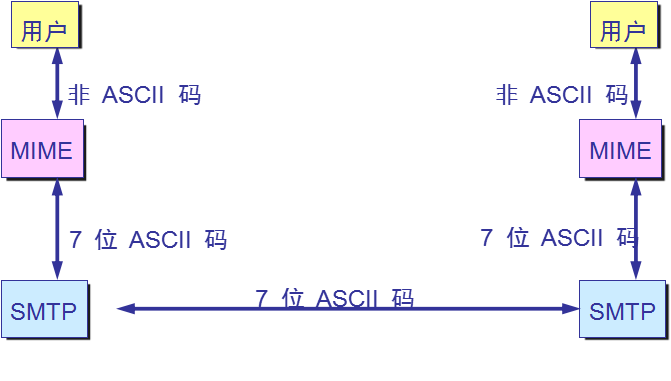 用户 用户
非 ASCII 码 非 ASCII 码
MIME MIME
7 位 ASCII 码 7 位 ASCII 码
7 位 ASCII 码
SMTP SMTP